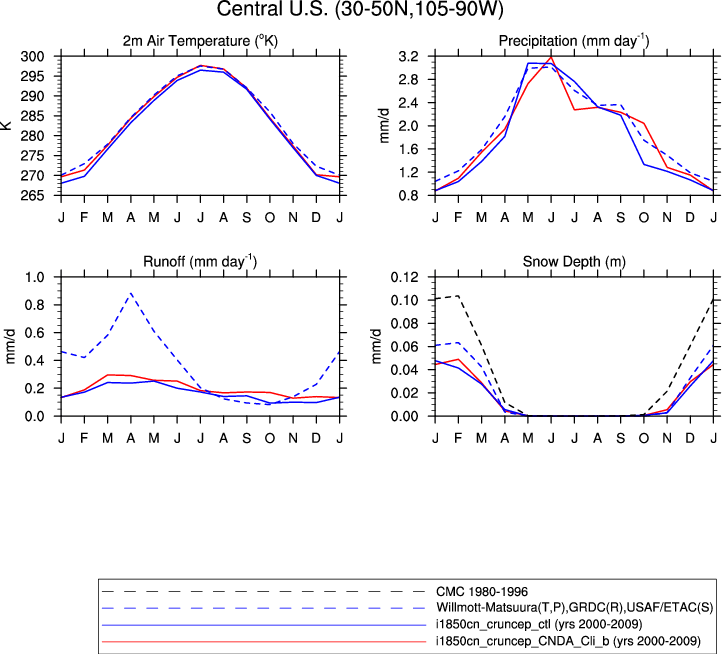 Central U.S. (30-50N,105-90W)
2m Air Temperature (°K)
300
295
290
285
280
275
270
265
K
J F M A M J J A S O N D J
Precipitation (mm day-1)
3.2
2.8
2.4
2.0
1.6
1.2
0.8
mm/d
J F M A M J J A S O N D J
Runoff (mm day-1)
1.0
0.8
0.6
0.4
0.2
0.0
mm/d
J F M A M J J A S O N D J
Snow Depth (m)
0.12
0.10
0.08
0.06
0.04
0.02
0.00
mm/d
J F M A M J J A S O N D J
CMC 1980-1996
Willmott-Matsuura(T,P),GRDC(R),USAF/ETAC(S)
i1850cn_cruncep_ctl (yrs 2000-2009)
i1850cn_cruncep_CNDA_Cli_b (yrs 2000-2009)